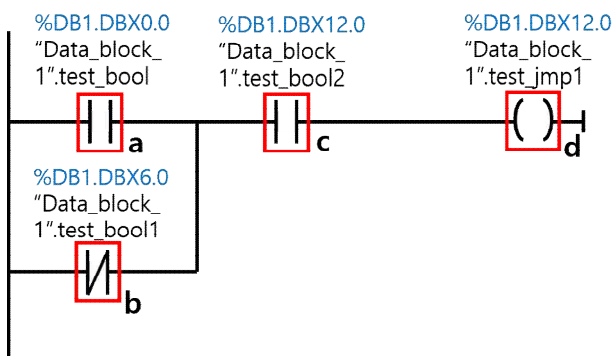 %DB1.DBX0.0
"Data_block_
1".test_bool
a
%DB1.DBX12.0
"Data_block_
1".test_bool2
c
%DB1.DBX12.0
"Data_block_
1".test_jmp1
d
%DB1.DBX6.0
"Data_block_
1".test_bool1
b